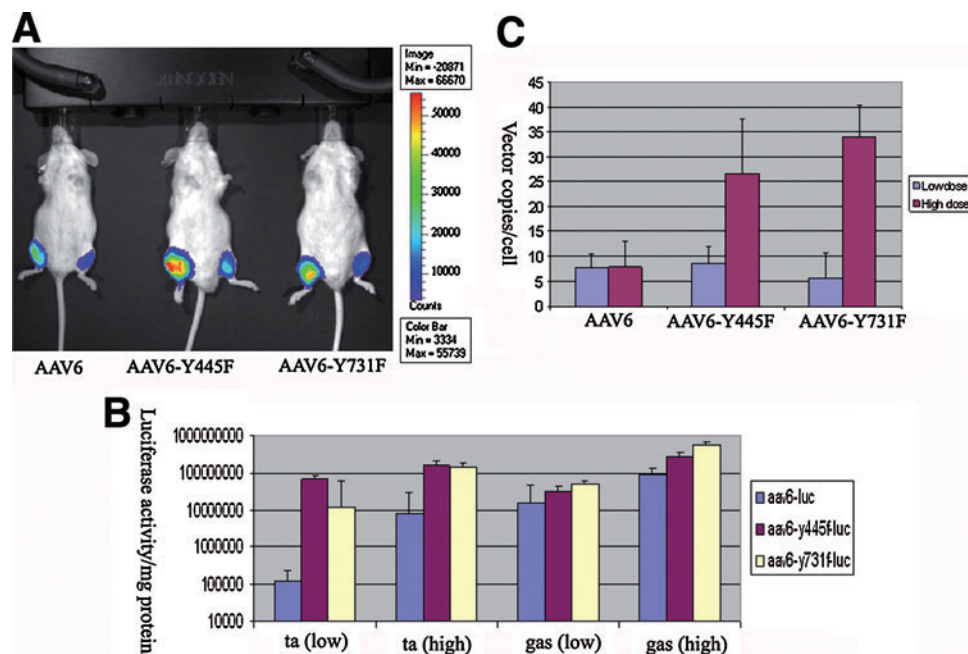 A
Image
Min = -20871
Max = 66670
50000
40000
30000
20000
10000
Counts
Color Bar
Min = 3334
Max = 55739
AAV6
AAV6-Y445F
AAV6-Y731F
C
Vector copies/cell
45
40
35
30
25
20
15
10
5
0
AAV6
AAV6-Y445F
AAV6-Y731F
Lowdose
High dose
B
Luciferase activity/mg protein
1000000000
100000000
10000000
1000000
100000
10000
ta (low)
ta (high)
gas (low)
gas (high)
aav6-luc
aav6-y445f-luc
aav6-y731f-luc